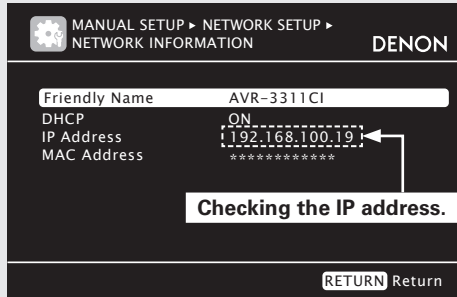 MANUAL SETUP ▸ NETWORK SETUP ▸
NETWORK INFORMATION
DENON
Friendly Name AVR-3311CI
DHCP ON
IP Address 192.168.100.19
MAC Address ************
Checking the IP address.
RETURN Return